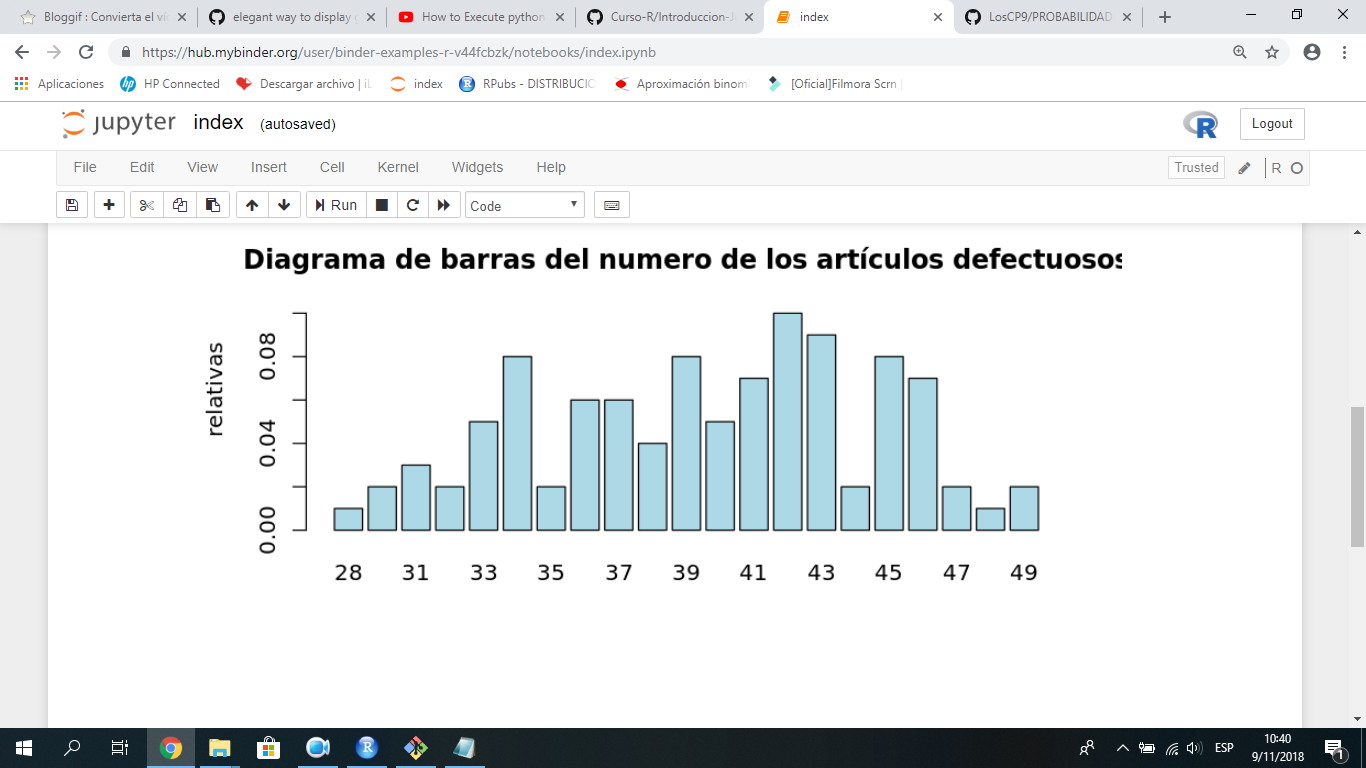 Bloggif : Convierta el ví
elegant way to display
How to Execute python
Curso-R/Introduccion-J
index
LosCP9/PROBABILIDAD
https://hub.mybinder.org/user/binder-examples-r-v44fcbzk/notebooks/index.ipynb
Aplicaciones
HP Connected
Descargar archivo | iL
index
RPubs - DISTRIBUCIO
Aproximación binom
[Oficial]Filmora Scrn |
jupyter index (autosaved)
R
Logout
File Edit View Insert Cell Kernel Widgets Help
Trusted
R
Run
Code
Diagrama de barras del numero de los artículos defectuosos
relativas
0.08
0.04
0.00
28 31 33 35 37 39 41 43 45 47 49
ESP
10:40
9/11/2018
1